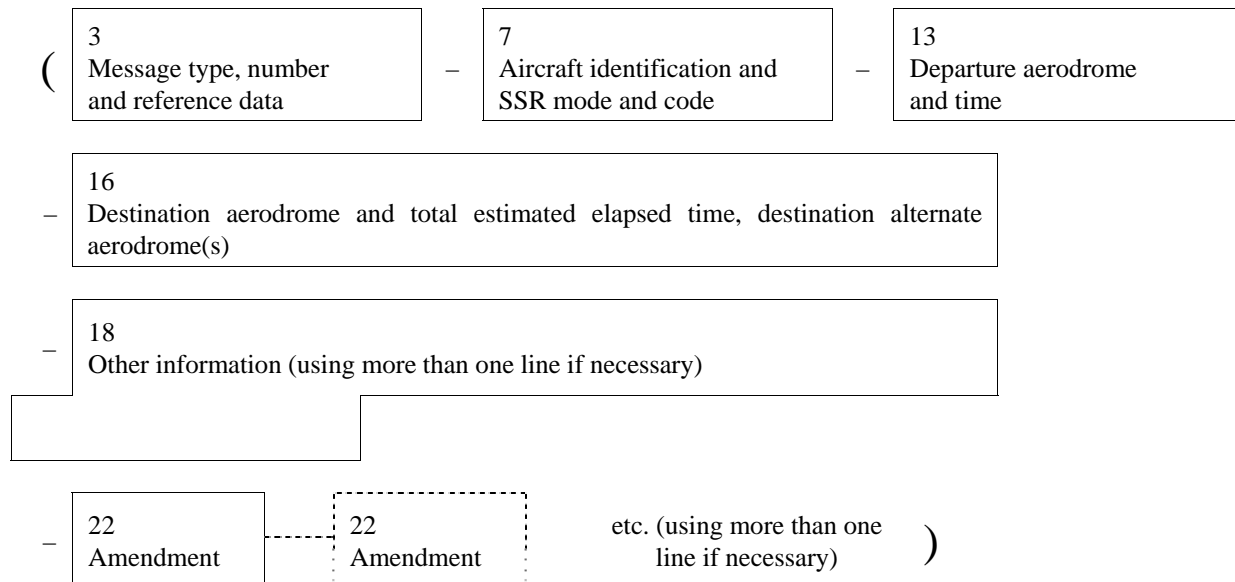 3
Message type, number
and reference data
7
Aircraft identification and
SSR mode and code
13
Departure aerodrome
and time
( – –
16
Destination aerodrome and total estimated elapsed time, destination alternate
aerodrome(s)
–
18
Other information (using more than one line if necessary)
–
22
Amendment
22
Amendment
etc. (using more than one
line if necessary)
– )